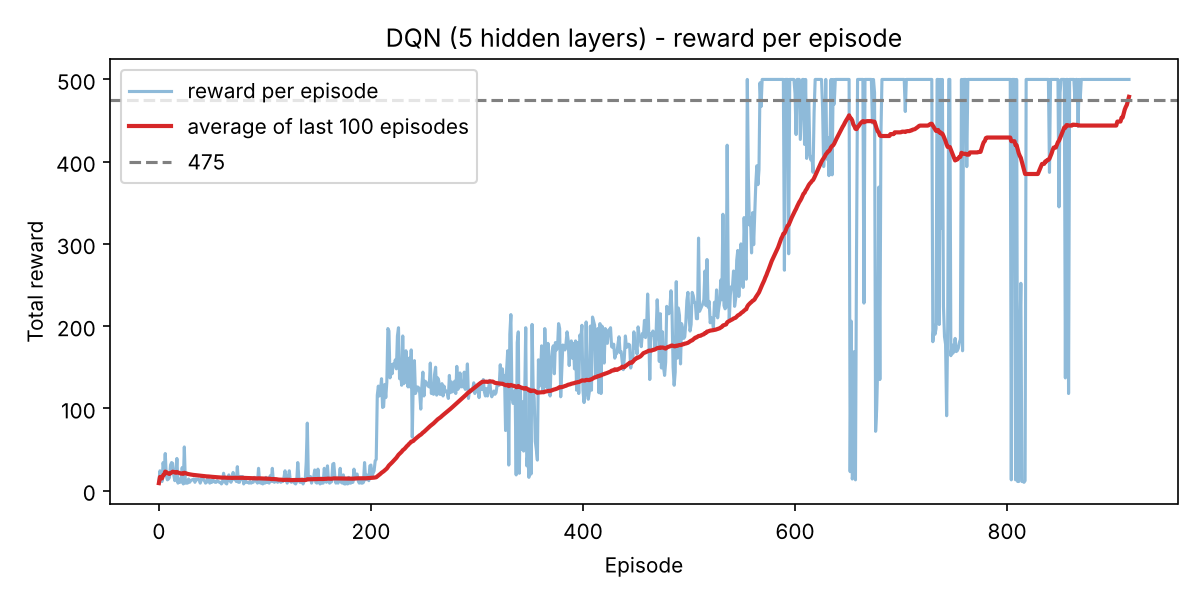 DQN (5 hidden layers) - reward per episode
reward per episode
average of last 100 episodes
475
Total reward
500
400
300
200
100
0
0 200 400 600 800
Episode